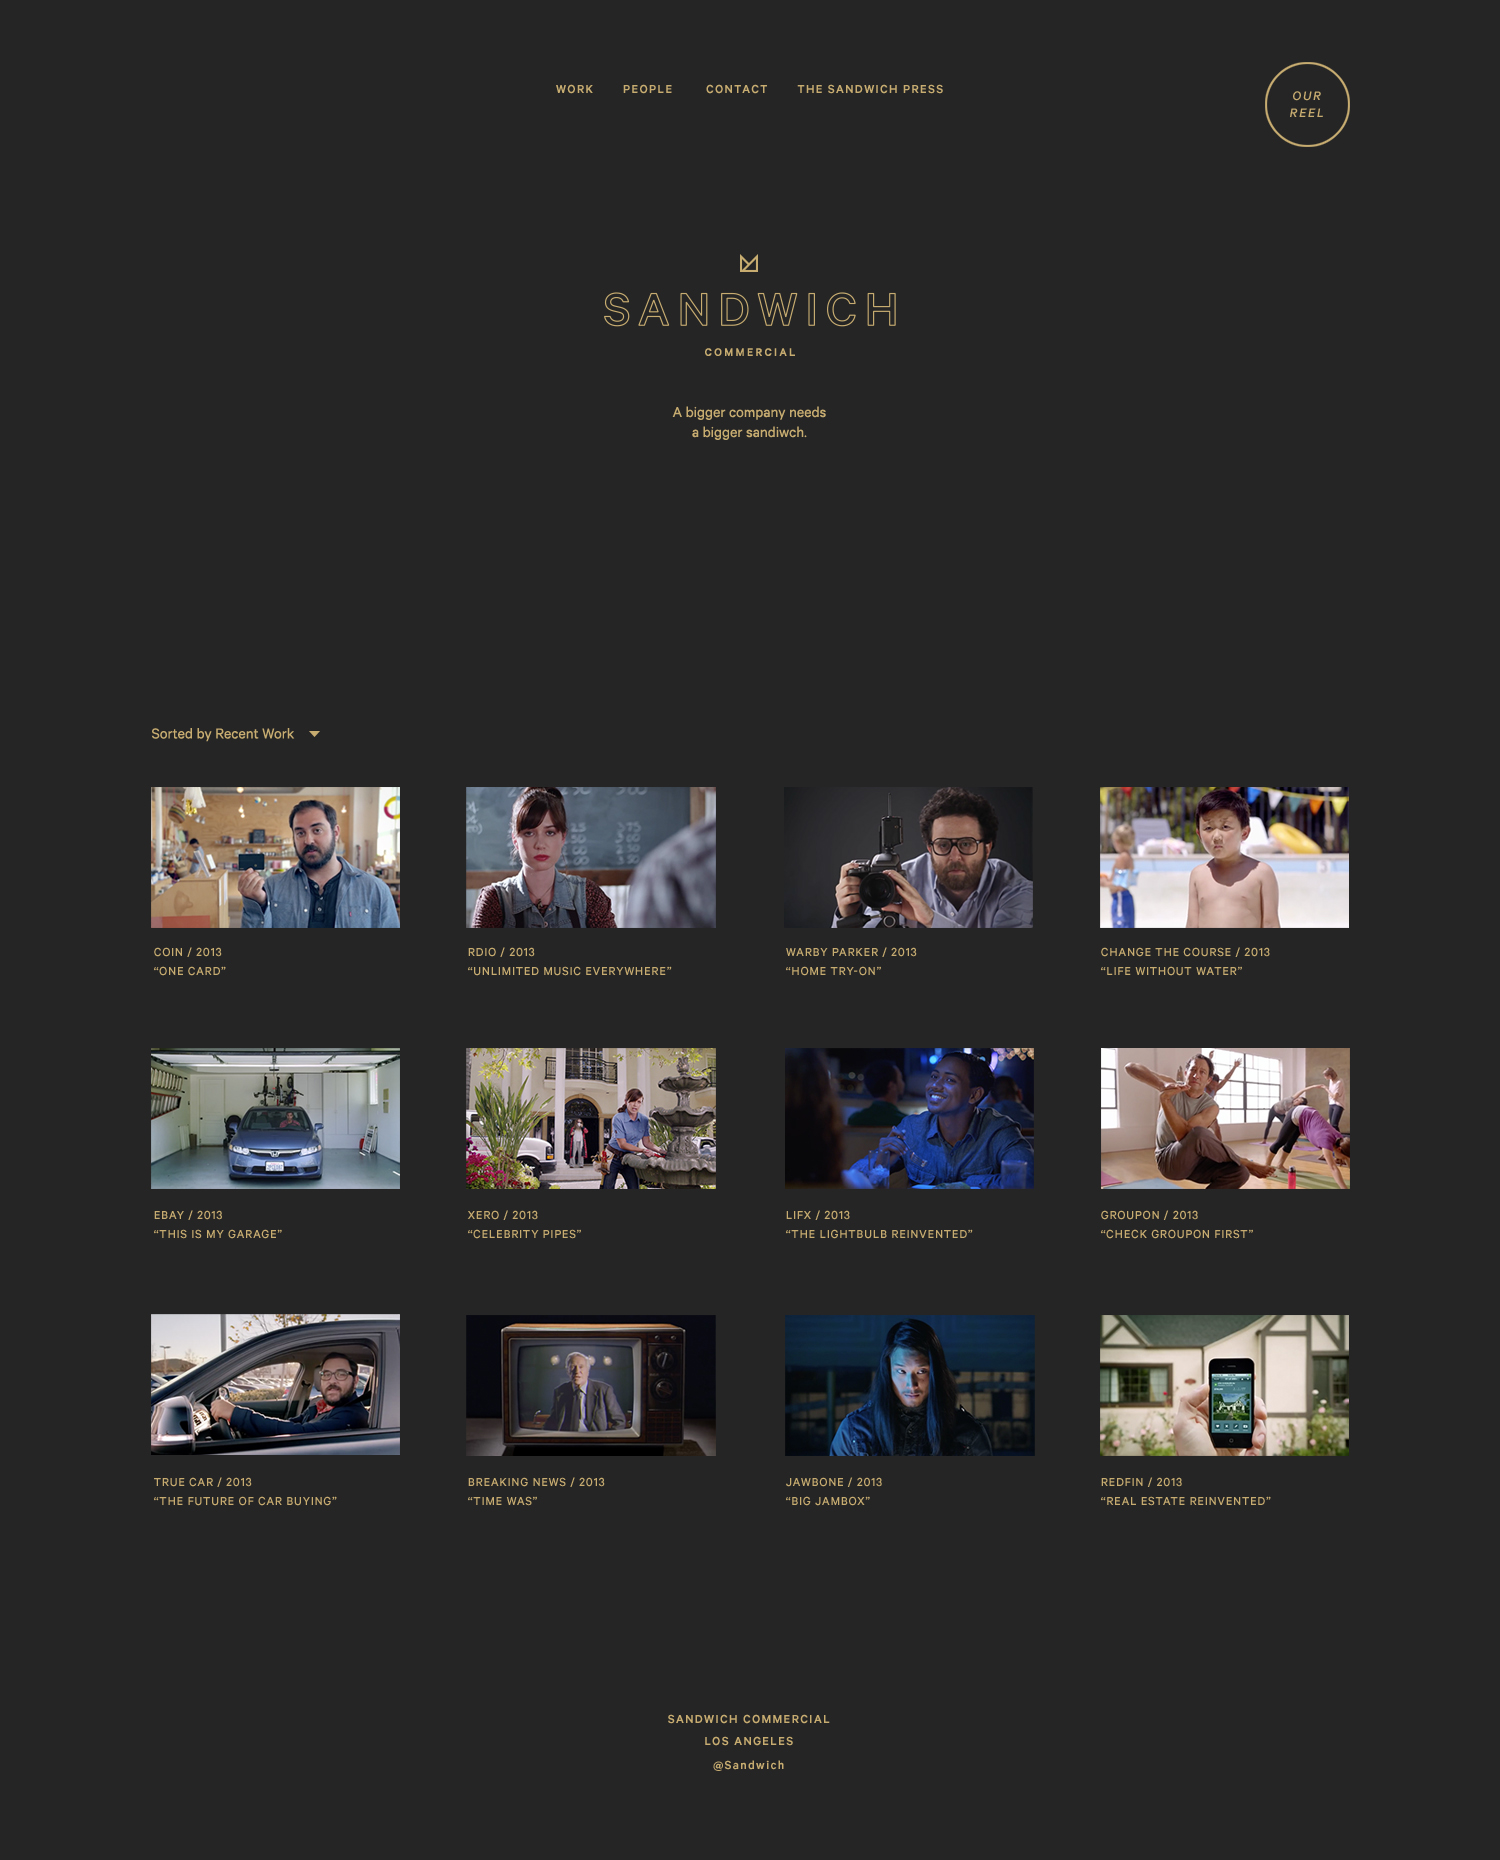 WORK PEOPLE CONTACT THE SANDWICH PRESS
OUR
REEL
SANDWICH
COMMERCIAL
A bigger company needs
a bigger sandiwch.
Sorted by Recent Work
COIN / 2013
“ONE CARD”
RDIO / 2013
“UNLIMITED MUSIC EVERYWHERE”
WARBY PARKER / 2013
“HOME TRY-ON”
CHANGE THE COURSE / 2013
“LIFE WITHOUT WATER”
EBAY / 2013
“THIS IS MY GARAGE”
XERO / 2013
“CELEBRITY PIPES”
LIFX / 2013
“THE LIGHTBULB REINVENTED”
GROUPON / 2013
“CHECK GROUPON FIRST”
TRUE CAR / 2013
“THE FUTURE OF CAR BUYING”
BREAKING NEWS / 2013
“TIME WAS”
JAWBONE / 2013
“BIG JAMBOX”
REDFIN / 2013
“REAL ESTATE REINVENTED”
SANDWICH COMMERCIAL
LOS ANGELES
@Sandwich